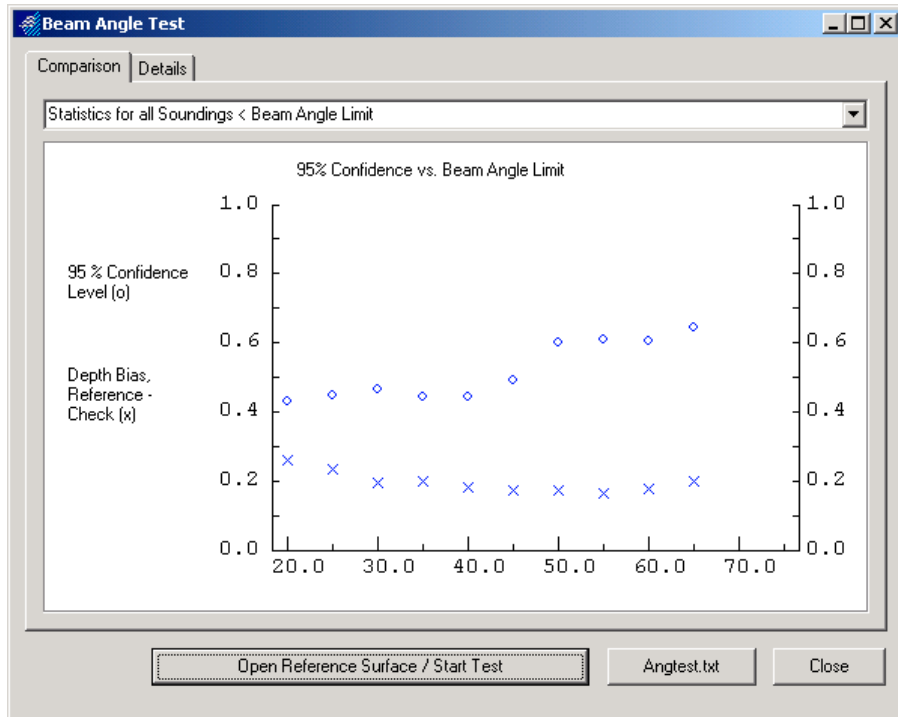 Beam Angle Test
Comparison
Details
Statistics for all Soundings < Beam Angle Limit
95% Confidence vs. Beam Angle Limit
1.0
1.0
95 % Confidence
Level (o)
0.8
0.8
0.6
0.6
Depth Bias,
Reference -
Check (x)
0.4
0.4
0.2
0.2
0.0
0.0
20.0 30.0 40.0 50.0 60.0 70.0
Open Reference Surface / Start Test
Angtest.txt
Close